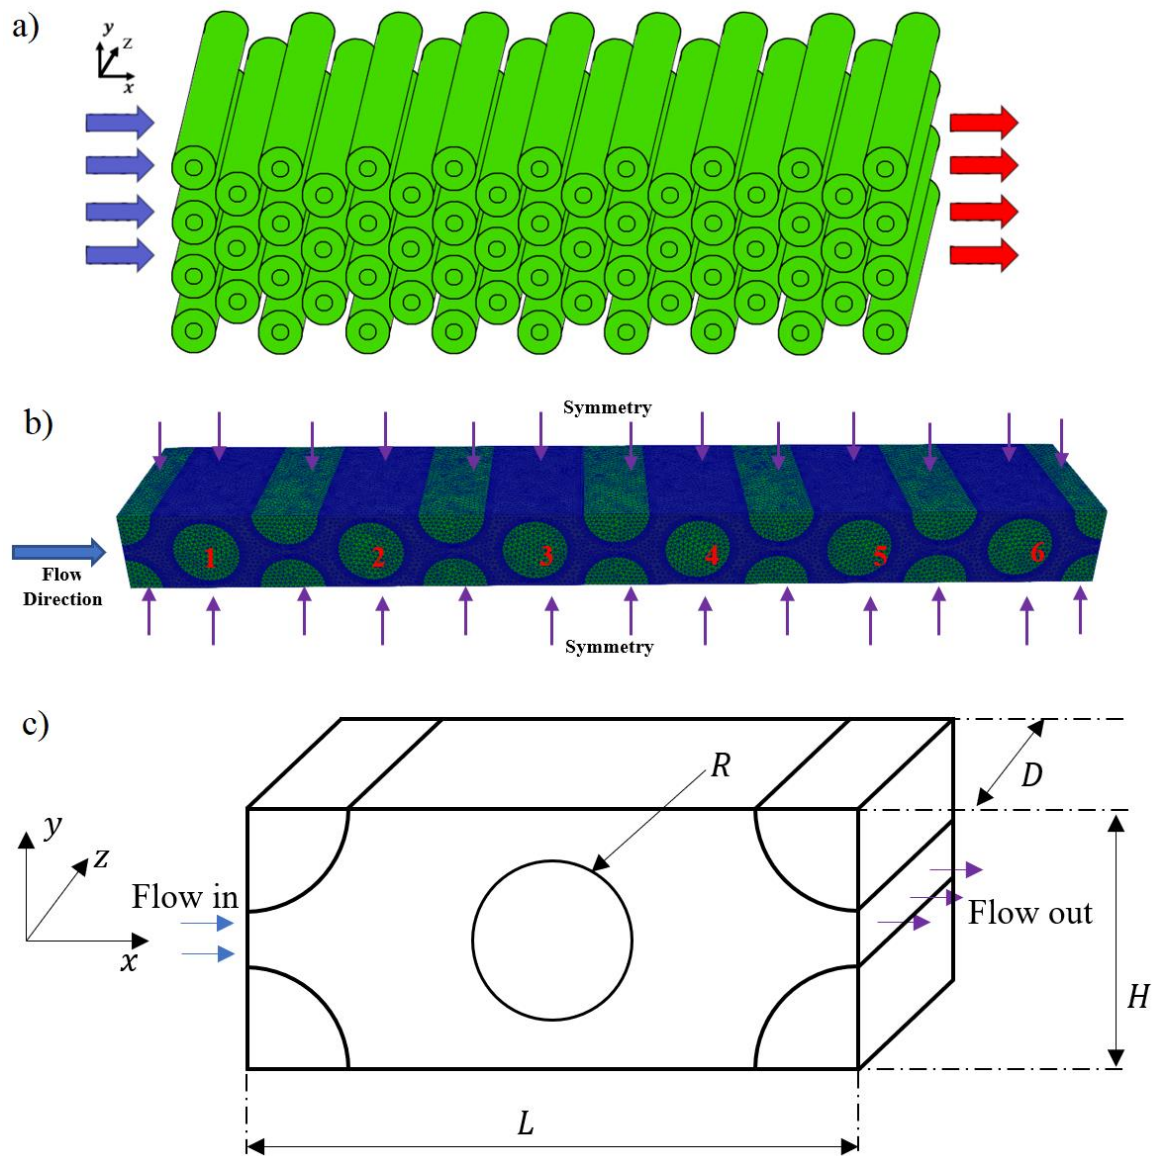 a)
y
z
x
b)
Symmetry
1 2 3 4 5 6
Flow
Direction
Symmetry
c)
R
D
y
z
Flow in
Flow out
x
H
L